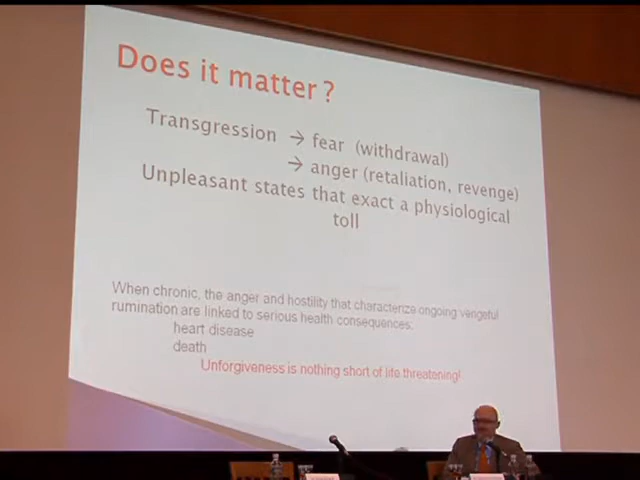 Does it matter ?
Transgression → fear (withdrawal)
→ anger (retaliation, revenge)
Unpleasant states that exact a physiological
toll
When chronic, the anger and hostility that characterize ongoing vengeful
rumination are linked to serious health consequences:
heart disease
death
Unforgiveness is nothing short of life threatening!